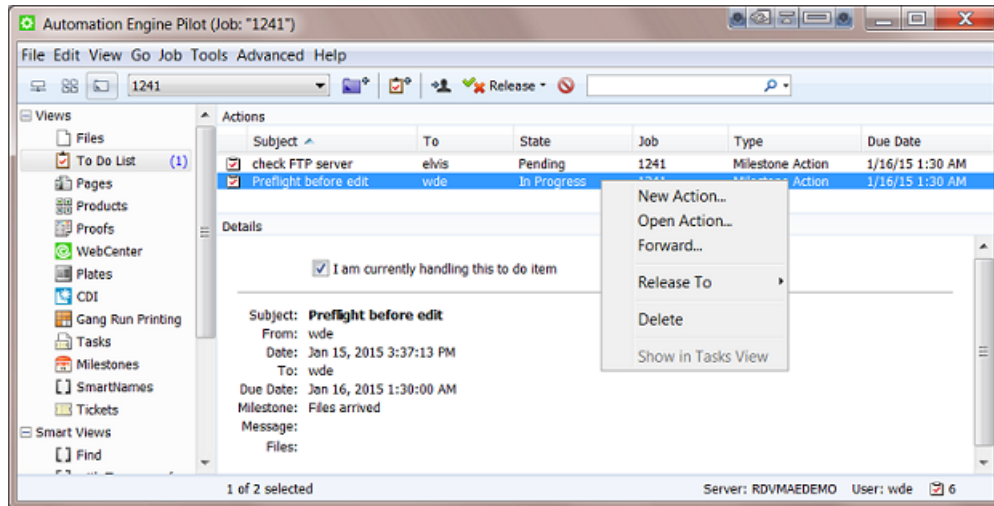 Automation Engine Pilot (Job: "1241")
File Edit View Go Job Tools Advanced Help
1241 Release
Views
Files
To Do List (1)
Pages
Products
Proofs
WebCenter
Plates
CDI
Gang Run Printing
Tasks
Milestones
SmartNames
Tickets
Smart Views
Find
Actions
Subject To State Job Type Due Date
check FTP server elvis Pending 1241 Milestone Action 1/16/15 1:30 AM
Preflight before edit wde In Progress 1241 Milestone Action 1/16/15 1:30 AM
New Action...
Open Action...
Forward...
Release To
Delete
Show in Tasks View
Details
I am currently handling this to do item
Subject: Preflight before edit
From: wde
Date: Jan 15, 2015 3:37:13 PM
To: wde
Due Date: Jan 16, 2015 1:30:00 AM
Milestone: Files arrived
Message:
Files:
1 of 2 selected Server: RDVMAEDEMO User: wde 6